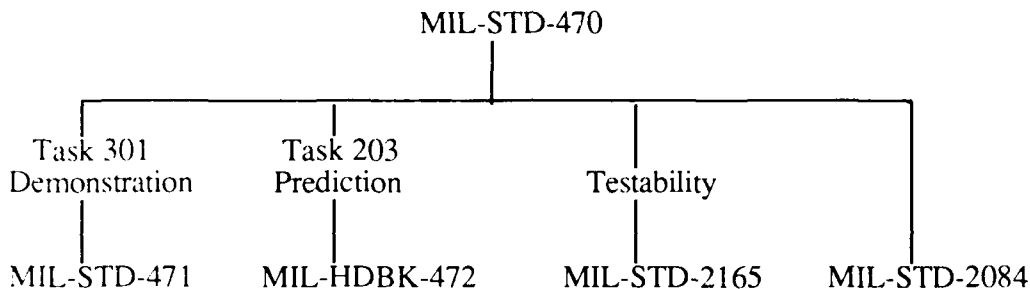 MIL-STD-470
Task 301
Demonstration
Task 203
Prediction
Testability
MIL-STD-471
MIL-HDBK-472
MIL-STD-2165
MIL-STD-2084